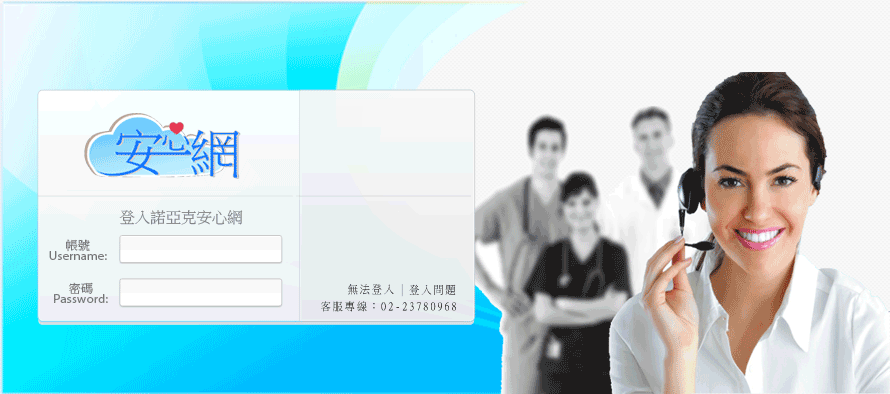 安心網
登入諾亞克安心網
帳號
Username:
密碼
Password:
無法登入｜登入問題
客服專線：02-23780968